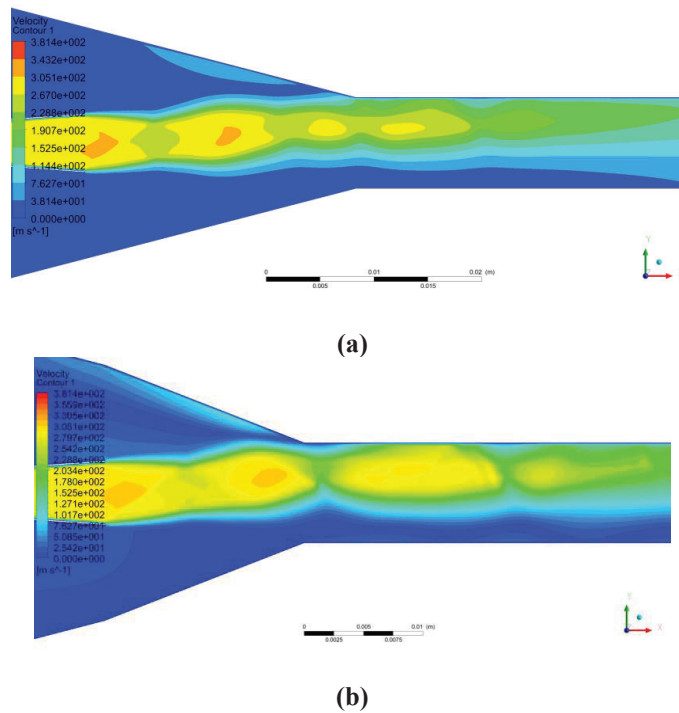 Velocity
Contour 1
3.814e+002
3.432e+002
3.051e+002
2.670e+002
2.288e+002
1.907e+002
1.525e+002
1.144e+002
7.627e+001
3.814e+001
0.000e+000
[m s^-1]
Y
0 0.01 0.02 (m)
0.005 0.015
(a)
Velocity
Contour 1
3.814e+002
3.559e+002
3.305e+002
3.051e+002
2.797e+002
2.542e+002
2.288e+002
2.034e+002
1.780e+002
1.525e+002
1.271e+002
1.017e+002
7.627e+001
5.085e+001
2.542e+001
0.000e+000
[m s^-1]
Y
X
0 0.005 0.01 (m)
0.0025 0.0075
(b)